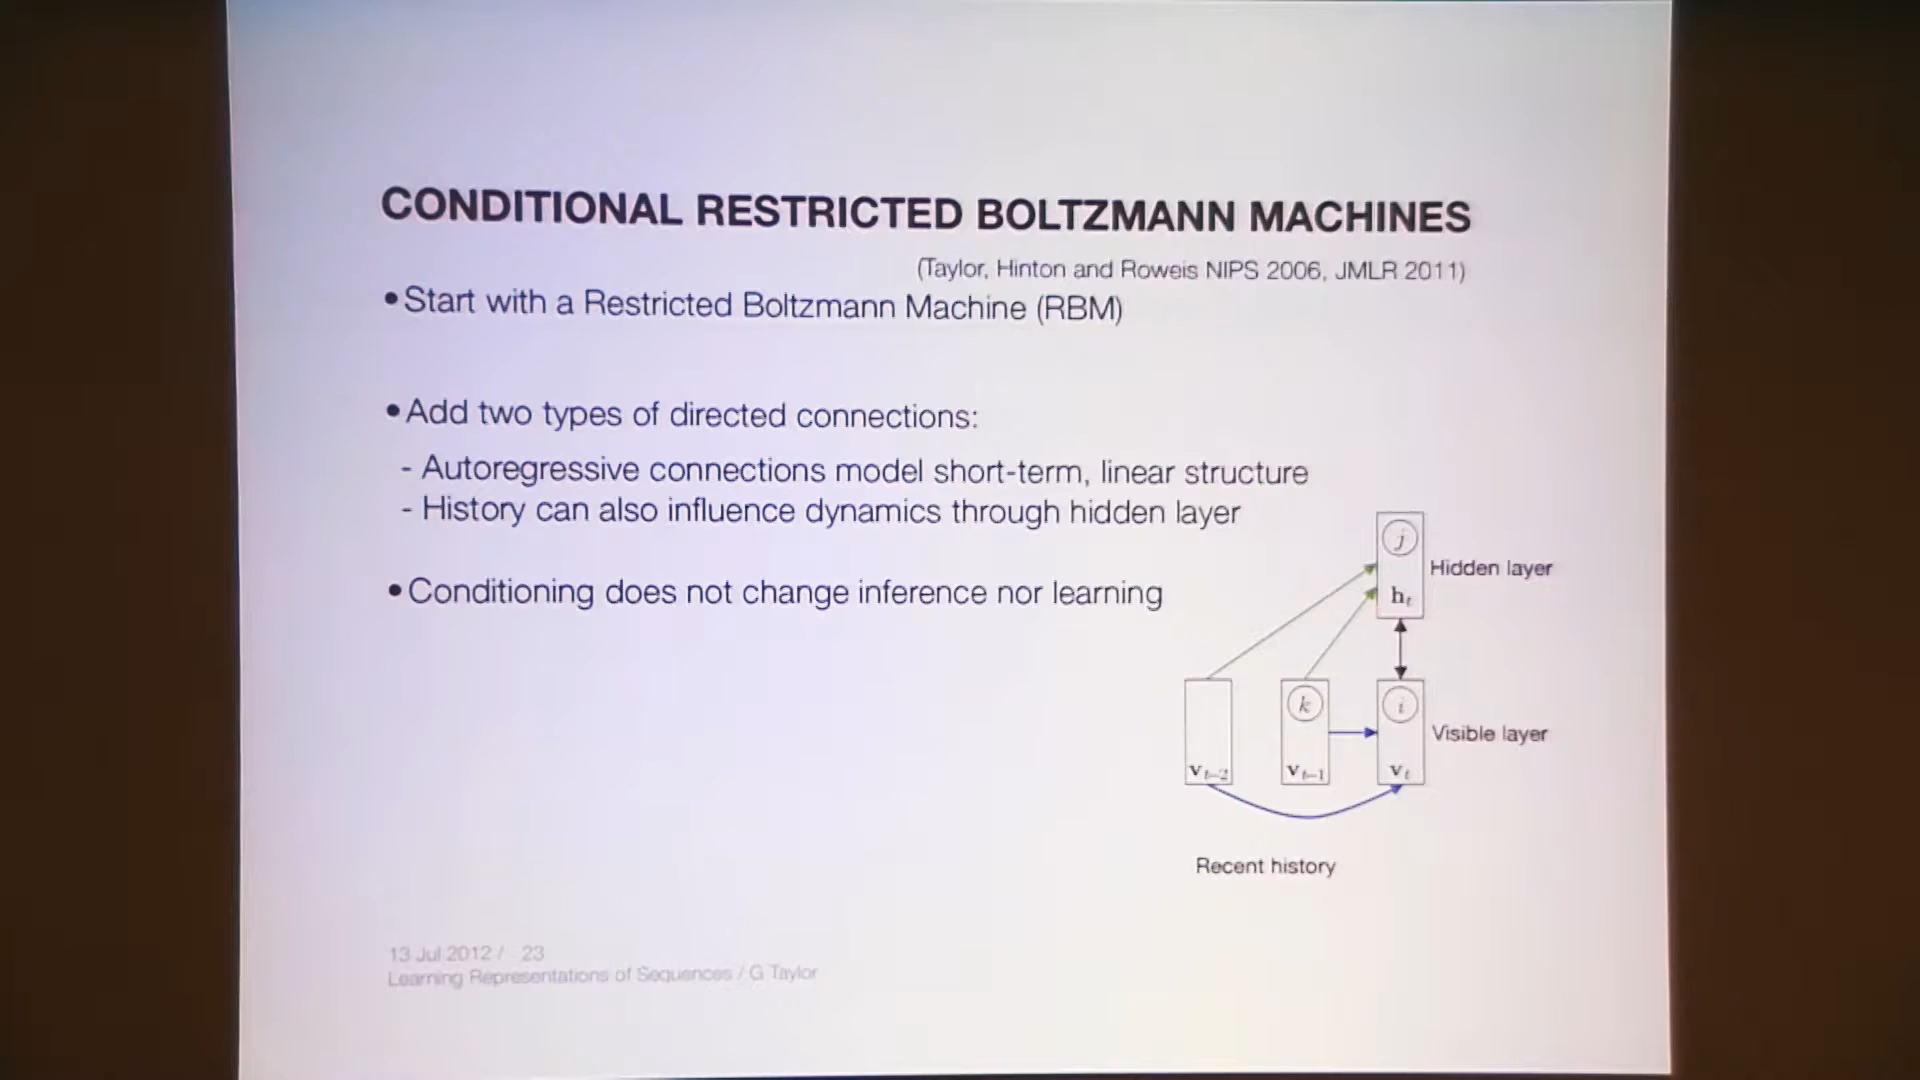 CONDITIONAL RESTRICTED BOLTZMANN MACHINES
(Taylor, Hinton and Roweis NIPS 2006, JMLR 2011)
•Start with a Restricted Boltzmann Machine (RBM)
•Add two types of directed connections:
- Autoregressive connections model short-term, linear structure
- History can also influence dynamics through hidden layer
•Conditioning does not change inference nor learning
j
Hidden layer
h_t
k
i
Visible layer
v_{t-2}
v_{t-1}
v_t
Recent history
13 Jul 2012 / 23
Learning Representations of Sequences / G Taylor